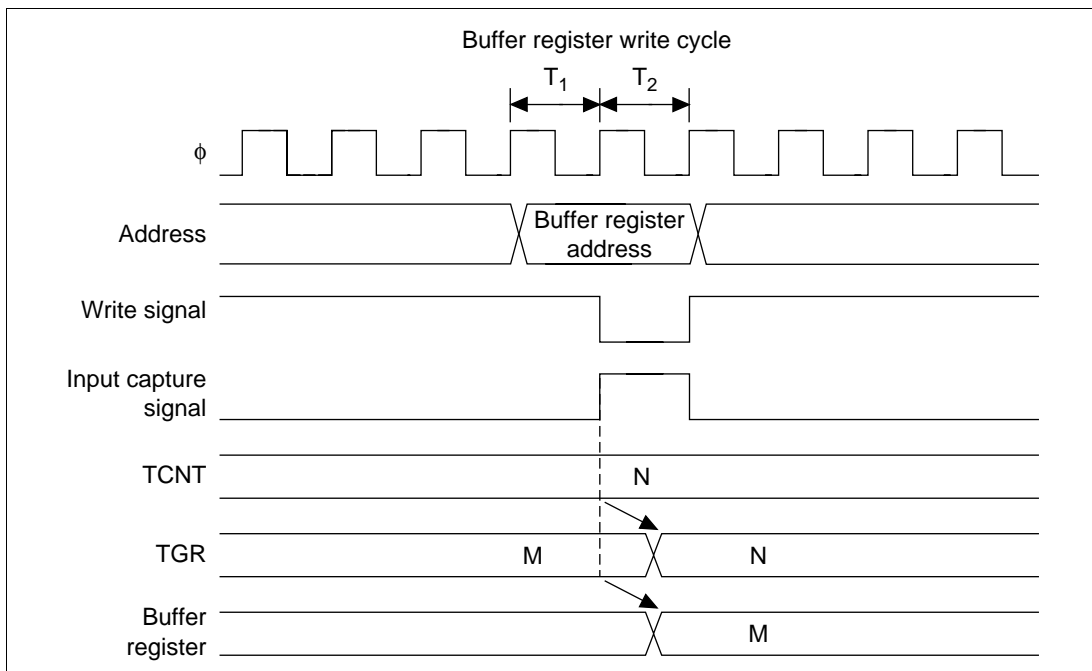 Buffer register write cycle
T1 T2
ϕ
Address
Buffer register
address
Write signal
Input capture
signal
TCNT
N
TGR
M N
Buffer
register
M